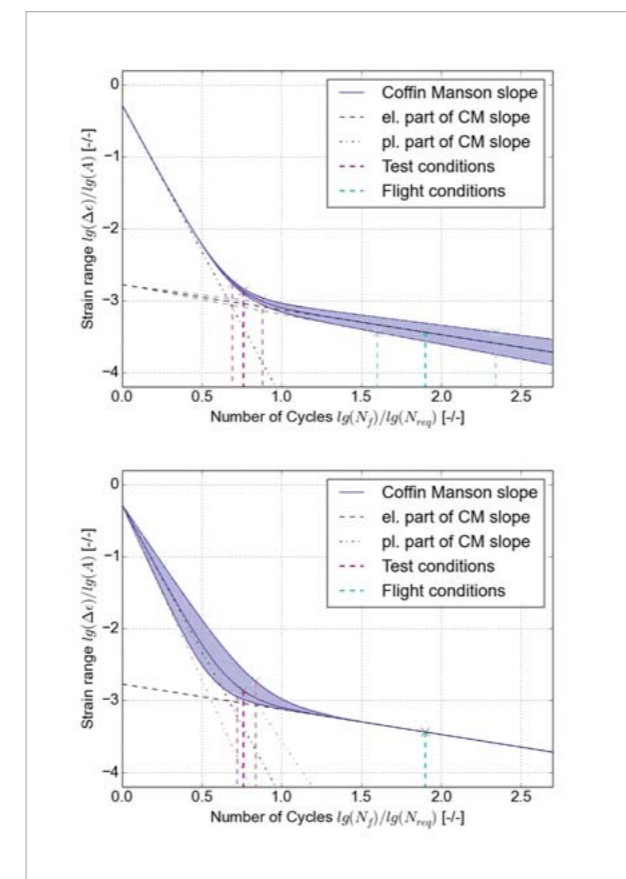 0
−1
−2
−3
−4
Strain range lg(Δϵ)/lg(A) [-/-]
Coffin Manson slope
el. part of CM slope
pl. part of CM slope
Test conditions
Flight conditions
0.0 0.5 1.0 1.5 2.0 2.5
Number of Cycles lg(N_f)/lg(N_req) [-/-]
0
−1
−2
−3
−4
Strain range lg(Δϵ)/lg(A) [-/-]
Coffin Manson slope
el. part of CM slope
pl. part of CM slope
Test conditions
Flight conditions
0.0 0.5 1.0 1.5 2.0 2.5
Number of Cycles lg(N_f)/lg(N_req) [-/-]